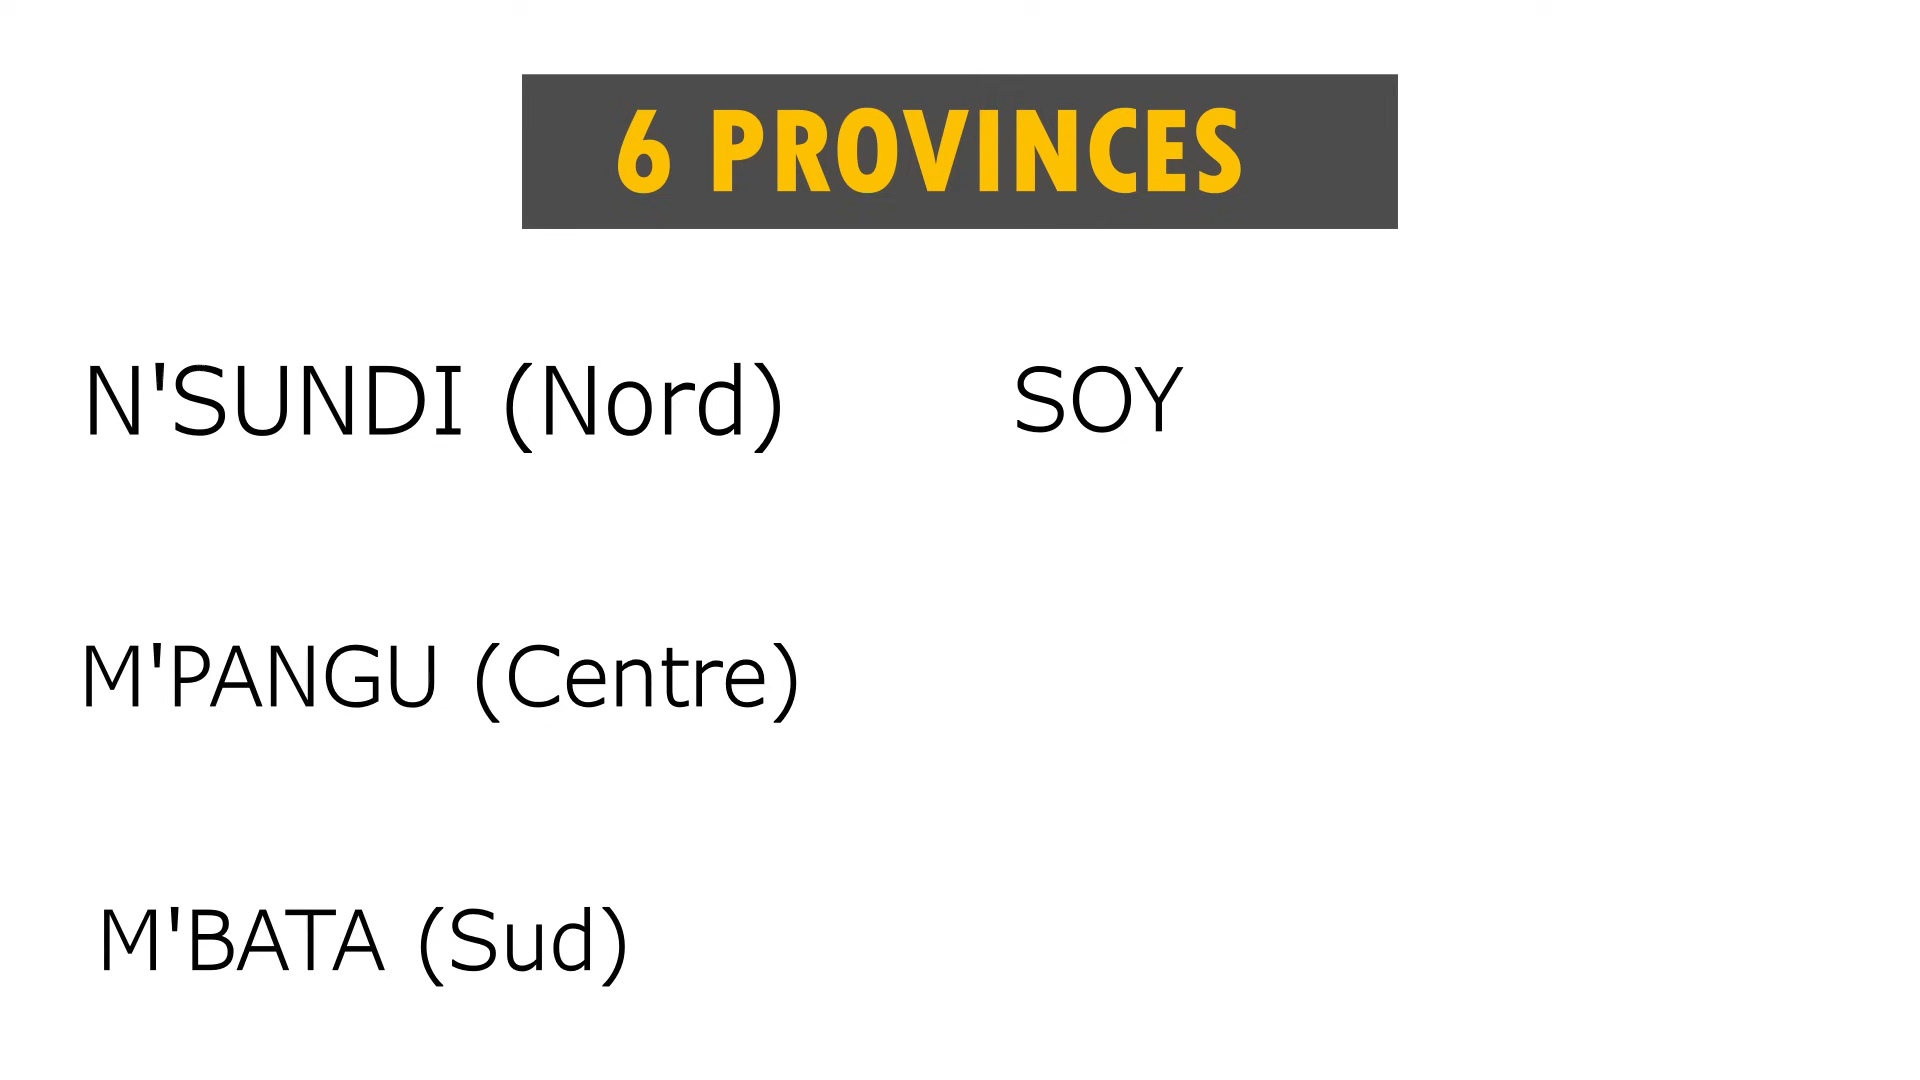 6 PROVINCES
N'SUNDI (Nord)
SOY
M'PANGU (Centre)
M'BATA (Sud)